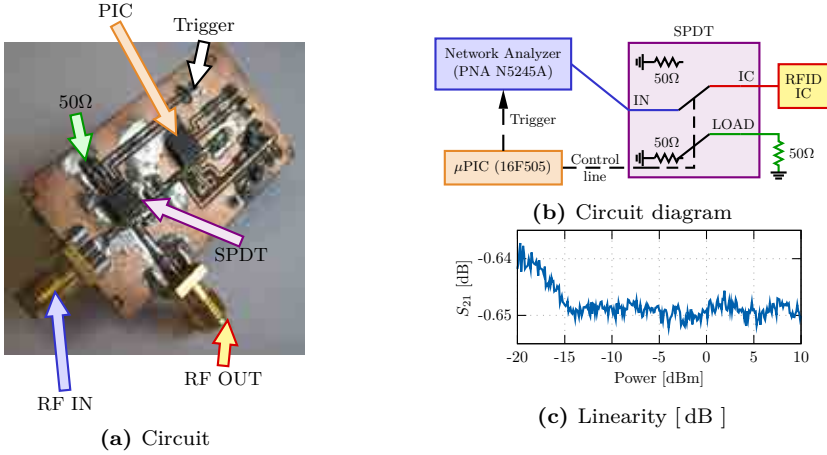 PIC
Trigger
50Ω
SPDT
RF OUT
RF IN
(a) Circuit
SPDT
Network Analyzer
(PNA N5245A)
50Ω
IC
RFID
IC
IN
Trigger
LOAD
50Ω
μPIC (16F505)
Control
line
50Ω
(b) Circuit diagram
S21 [dB]
-0.64
-0.65
-20 -15 -10 -5 0 5 10
Power [dBm]
(c) Linearity [ dB ]